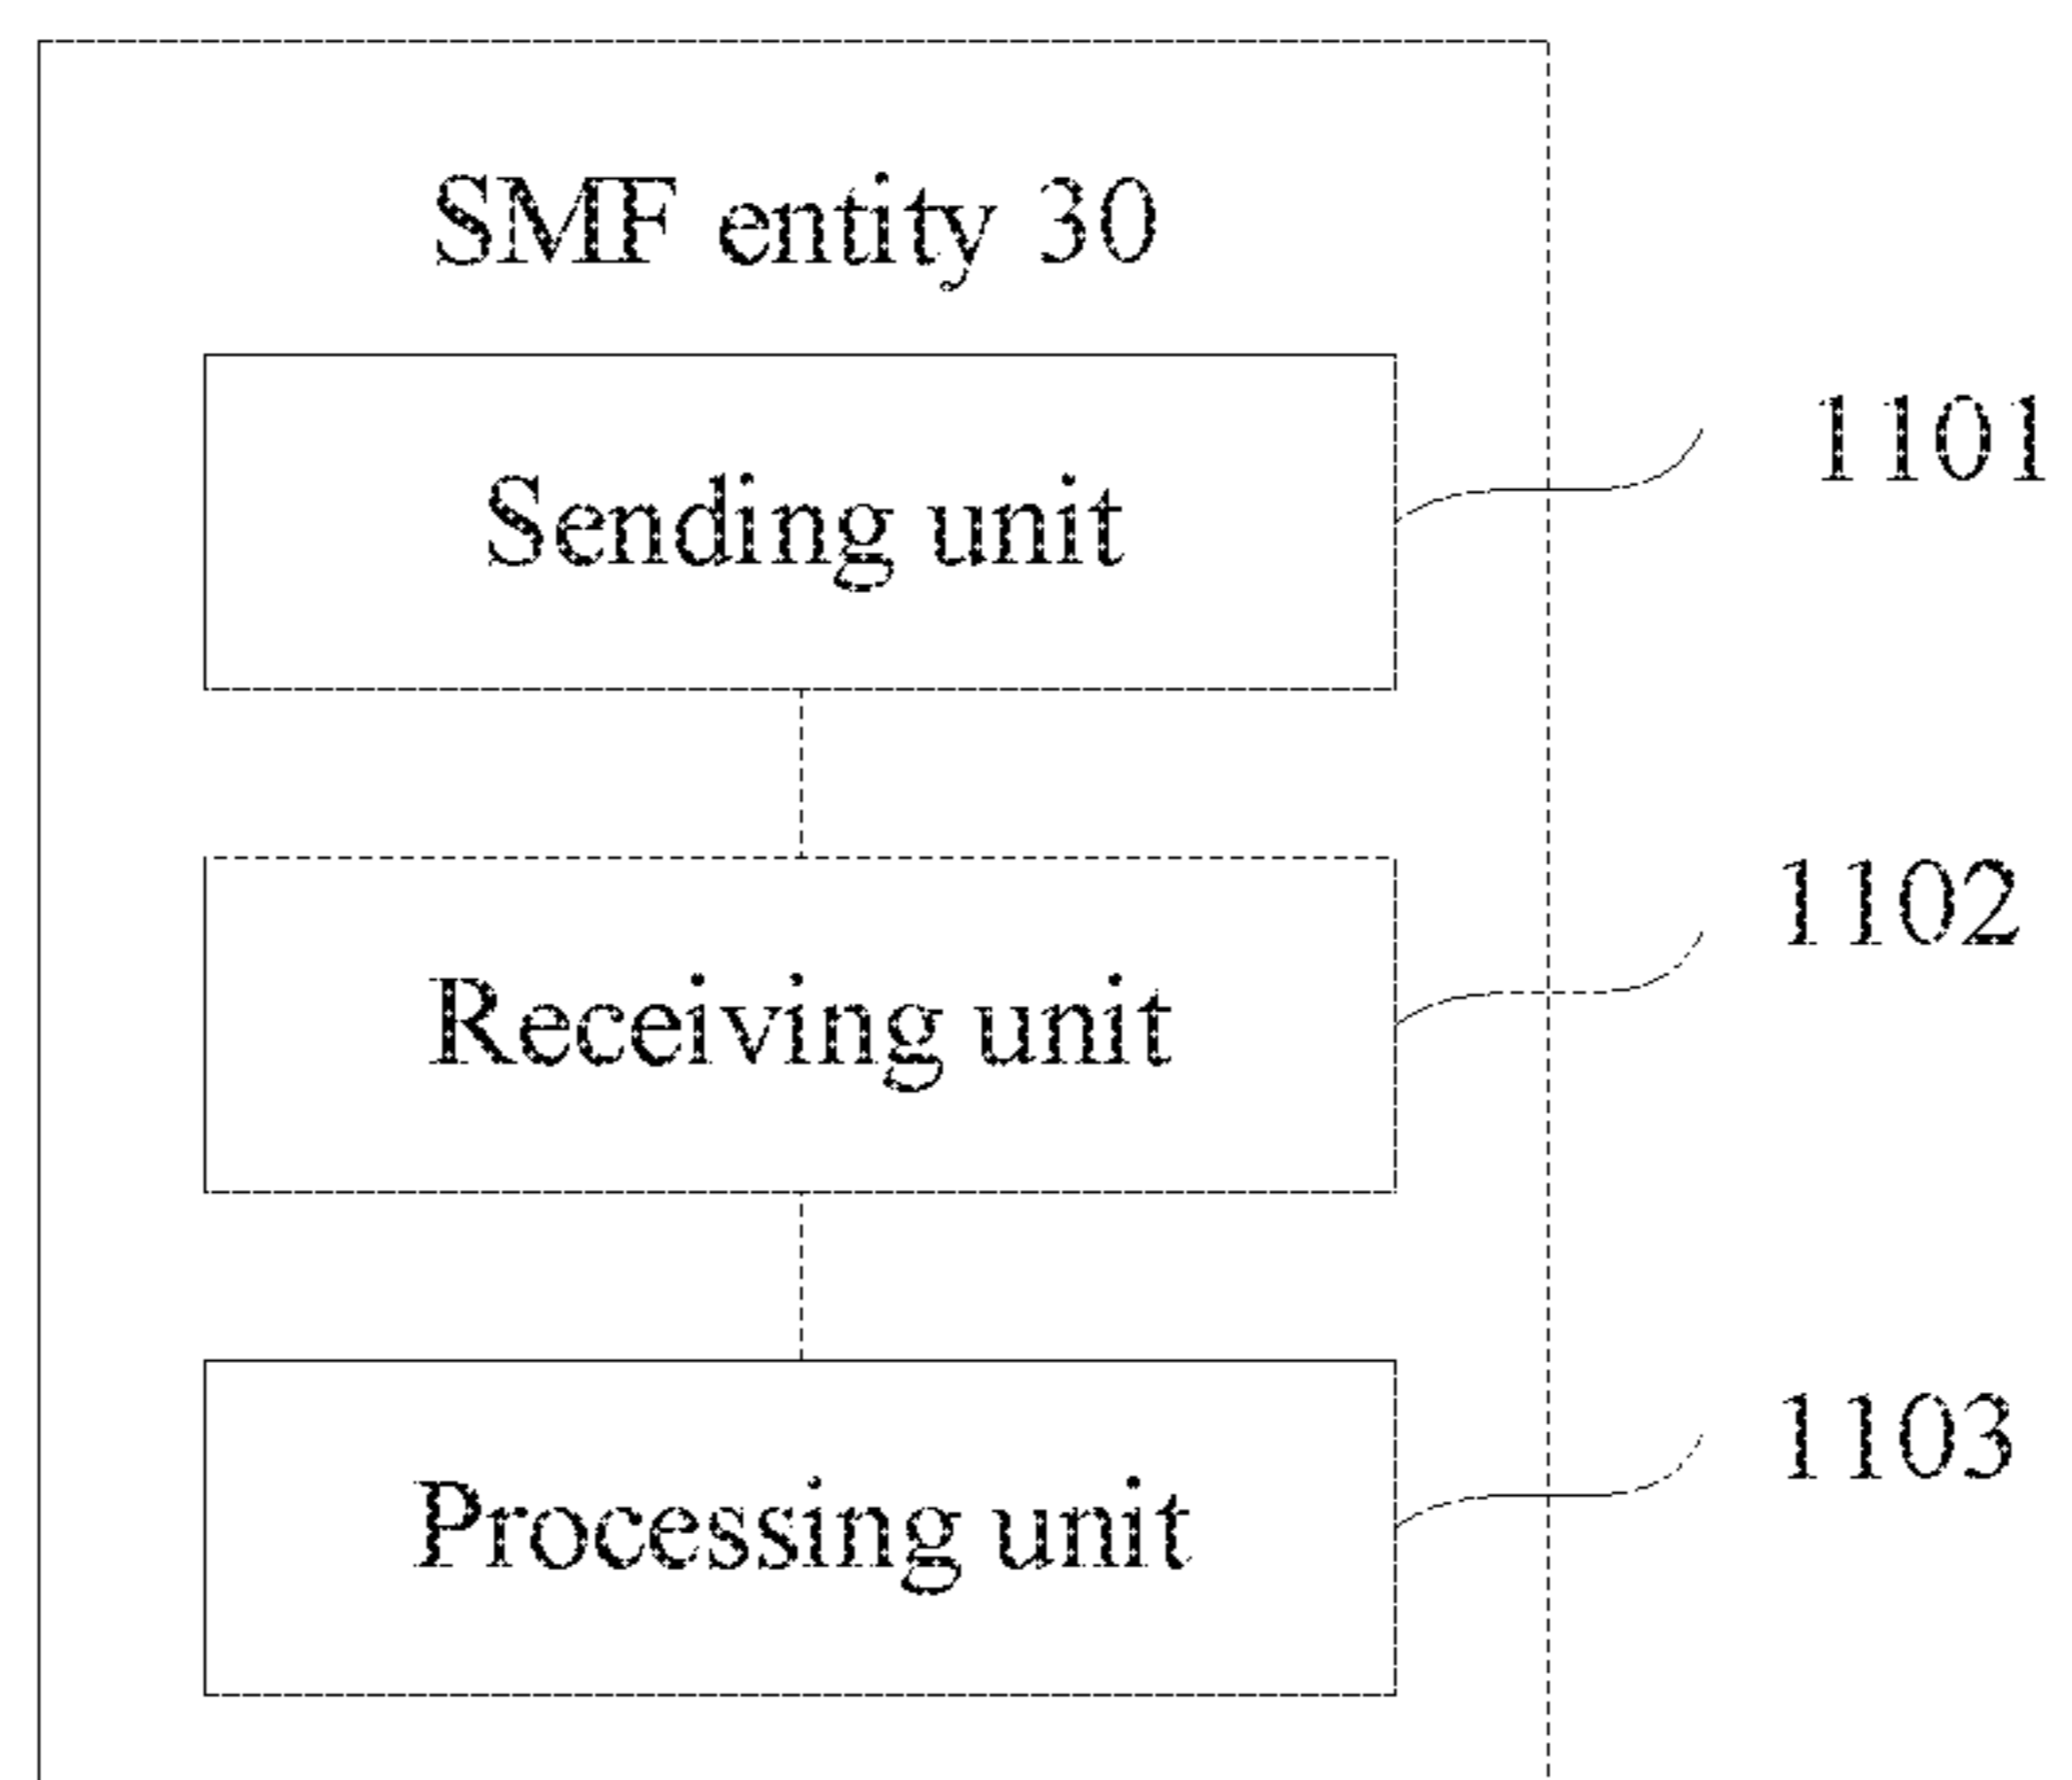 SMF entity 30
Sending unit
1101
Receiving unit
1102
Processing unit
1103